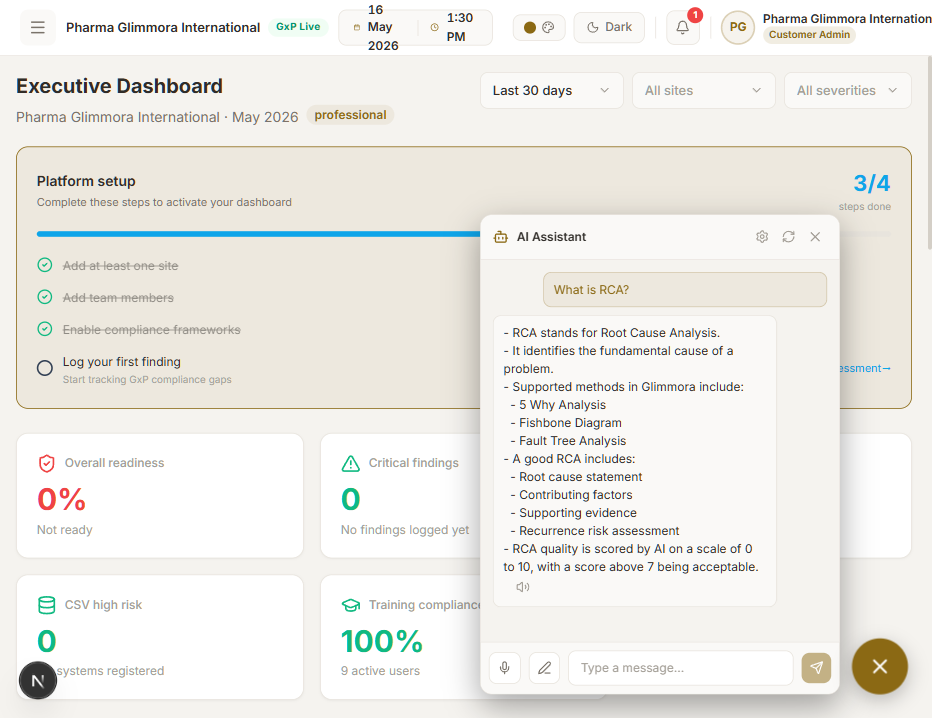 Pharma Glimmora International
GxP Live
16
May
2026
1:30
PM
Dark
1
PG
Pharma Glimmora Internation
Customer Admin
Executive Dashboard
Pharma Glimmora International · May 2026
professional
Last 30 days
All sites
All severities
Platform setup
Complete these steps to activate your dashboard
3/4
steps done
Add at least one site
Add team members
Enable compliance frameworks
Log your first finding
Start tracking GxP compliance gaps
essment→
Overall readiness
0%
Not ready
Critical findings
0
No findings logged yet
CSV high risk
0
systems registered
Training compliance
100%
9 active users
N
AI Assistant
What is RCA?
- RCA stands for Root Cause Analysis.
- It identifies the fundamental cause of a
problem.
- Supported methods in Glimmora include:
- 5 Why Analysis
- Fishbone Diagram
- Fault Tree Analysis
- A good RCA includes:
- Root cause statement
- Contributing factors
- Supporting evidence
- Recurrence risk assessment
- RCA quality is scored by AI on a scale of 0
to 10, with a score above 7 being acceptable.
Type a message...